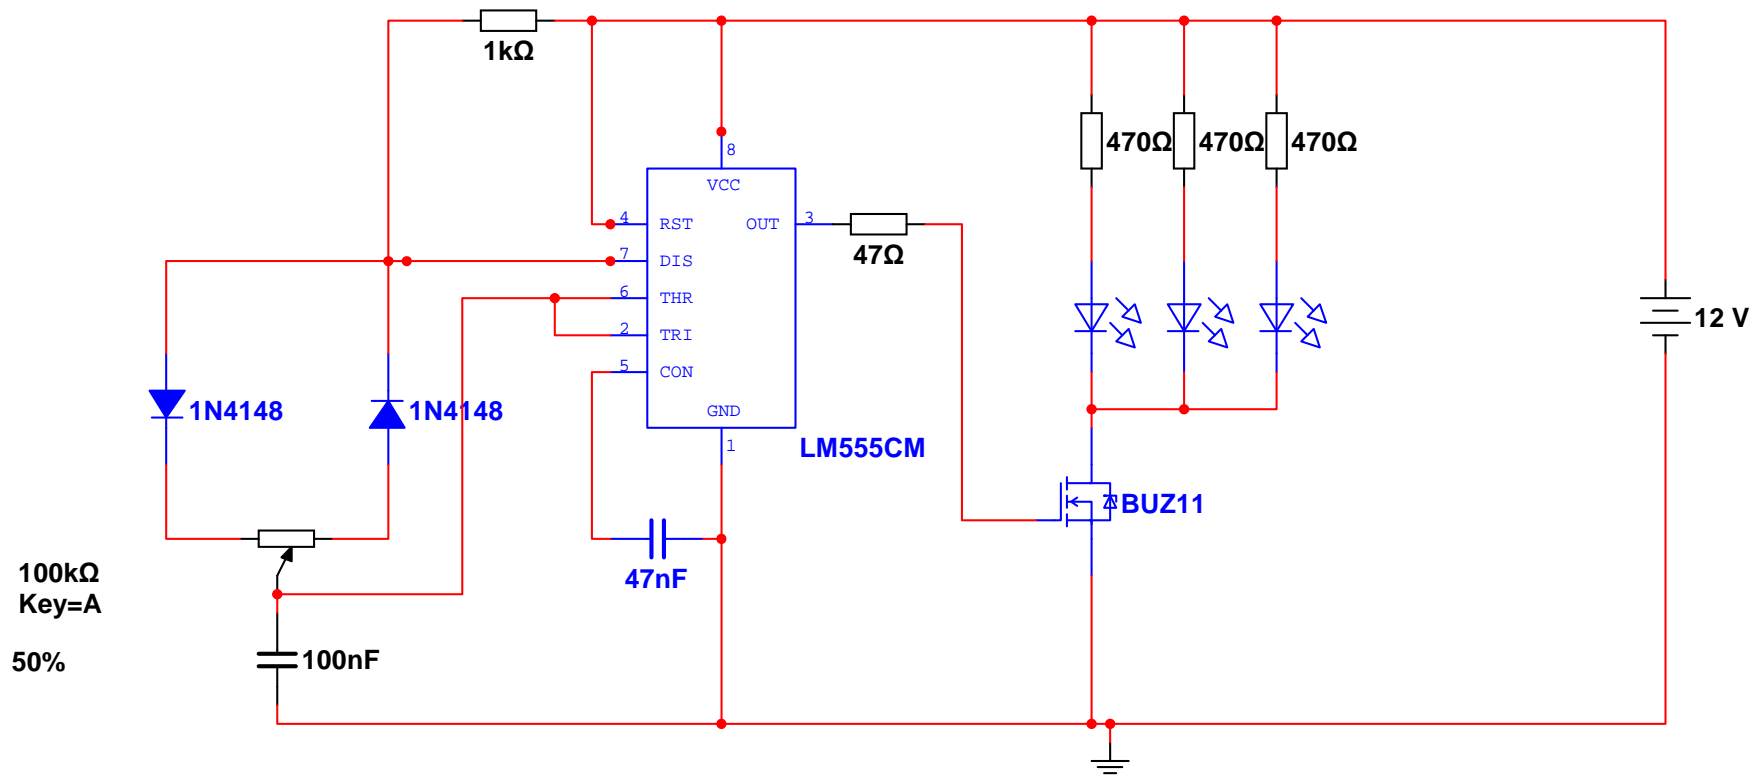 1kΩ
470Ω 470Ω 470Ω
8
VCC
4 RST OUT 3
47Ω
7 DIS
6 THR
2 TRI
5 CON
GND
1
12 V
1N4148 1N4148
LM555CM
BUZ11
47nF
100kΩ
Key=A
50%
100nF